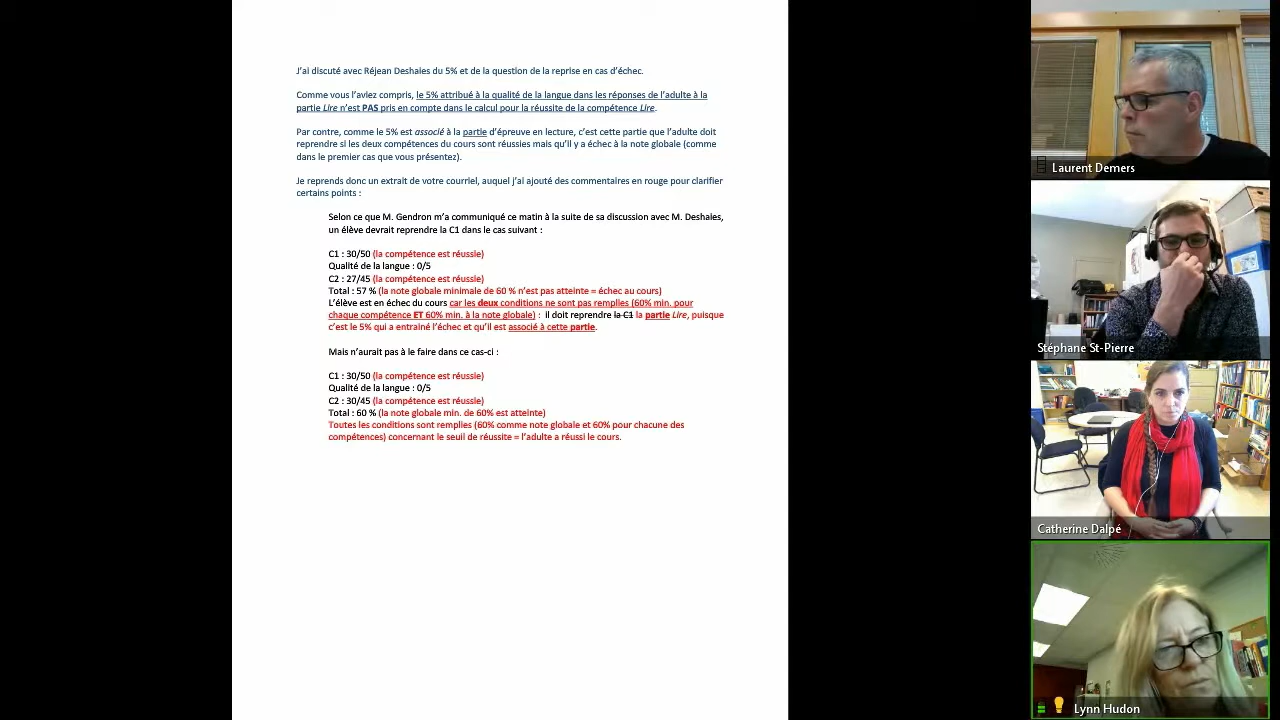 J'ai discuté avec Réjean Deshaies du 5% et de la question de la reprise en cas d'échec.
Comme vous l'aviez compris, le 5% attribué à la qualité de la langue dans les réponses de l'adulte à la
partie Lire n'est PAS pris en compte dans le calcul pour la réussite de la compétence Lire.
Par contre, comme le 5% est associé à la partie d'épreuve en lecture, c'est cette partie que l'adulte doit
reprendre si les deux compétences du cours sont réussies mais qu'il y a échec à la note globale (comme
dans le premier cas que vous présentez).
Je reprends donc un extrait de votre courriel, auquel j'ai ajouté des commentaires en rouge pour clarifier
certains points :
Selon ce que M. Gendron m'a communiqué ce matin à la suite de sa discussion avec M. Deshaies,
un élève devrait reprendre la C1 dans le cas suivant :
C1 : 30/50 (la compétence est réussie)
Qualité de la langue : 0/5
C2 : 27/45 (la compétence est réussie)
Total : 57 % (la note globale minimale de 60 % n'est pas atteinte = échec au cours)
L'élève est en échec du cours car les deux conditions ne sont pas remplies (60% min. pour
chaque compétence ET 60% min. à la note globale) : il doit reprendre la C1 la partie Lire, puisque
c'est le 5% qui a entraîné l'échec et qu'il est associé à cette partie.
Mais n'aurait pas à le faire dans ce cas-ci :
C1 : 30/50 (la compétence est réussie)
Qualité de la langue : 0/5
C2 : 30/45 (la compétence est réussie)
Total : 60 % (la note globale min. de 60% est atteinte)
Toutes les conditions sont remplies (60% comme note globale et 60% pour chacune des
compétences) concernant le seuil de réussite = l'adulte a réussi le cours.
Laurent Demers
Stéphane St-Pierre
Catherine Dalpé
Lynn Hudon